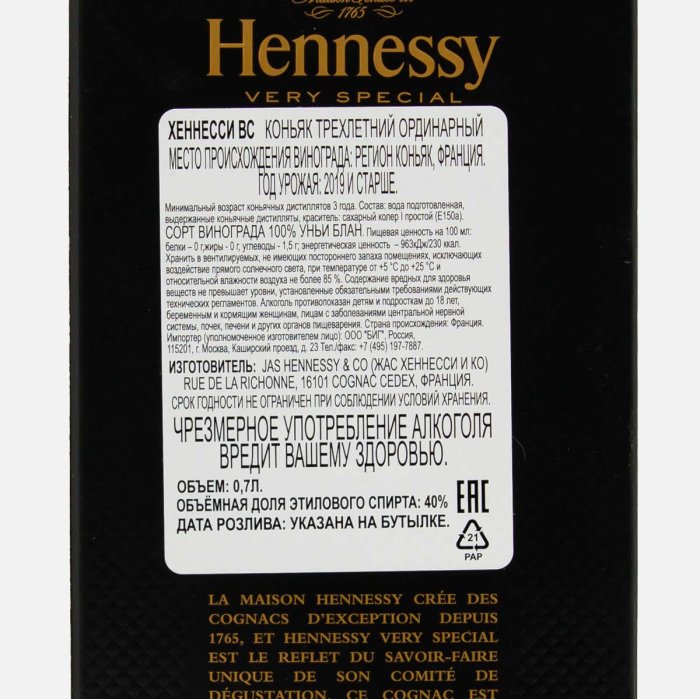 1765
Hennessy
VERY SPECIAL
ХЕННЕССИ ВС КОНЬЯК ТРЕХЛЕТНИЙ ОРДИНАРНЫЙ
МЕСТО ПРОИСХОЖДЕНИЯ ВИНОГРАДА: РЕГИОН КОНЬЯК, ФРАНЦИЯ.
ГОД УРОЖАЯ: 2019 И СТАРШЕ.
Минимальный возраст коньячных дистиллятов 3 года. Состав: вода подготовленная,
выдержанные коньячные дистилляты, краситель: сахарный колер I простой (Е150а).
СОРТ ВИНОГРАДА 100% УНЬИ БЛАН. Пищевая ценность на 100 мл:
белки – 0 г,жиры - 0 г, углеводы - 1,5 г; энергетическая ценность – 963кДж/230 ккал.
Хранить в вентилируемых, не имеющих постороннего запаха помещениях, исключающих
воздействие прямого солнечного света, при температуре от +5 °С до +25 °С и
относительной влажности воздуха не более 85 %. Содержание вредных для здоровья
веществ не превышает уровни, установленные обязательными требованиями действующих
технических регламентов. Алкоголь противопоказан детям и подросткам до 18 лет,
беременным и кормящим женщинам, лицам с заболеваниями центральной нервной
системы, почек, печени и других органов пищеварения. Страна происхождения: Франция.
Импортер (уполномоченное изготовителем лицо): ООО "БИГ", Россия,
115201, г. Москва, Каширский проезд, д. 23 Тел./факс: +7 (495) 197-7887.
ИЗГОТОВИТЕЛЬ: JAS HENNESSY & CO (ЖАС ХЕННЕССИ И КО)
RUE DE LA RICHONNE, 16101 COGNAC CEDEX, ФРАНЦИЯ.
СРОК ГОДНОСТИ НЕ ОГРАНИЧЕН ПРИ СОБЛЮДЕНИИ УСЛОВИЙ ХРАНЕНИЯ.
ЧРЕЗМЕРНОЕ УПОТРЕБЛЕНИЕ АЛКОГОЛЯ
ВРЕДИТ ВАШЕМУ ЗДОРОВЬЮ.
ОБЪЕМ: 0,7Л.
ОБЪЁМНАЯ ДОЛЯ ЭТИЛОВОГО СПИРТА: 40%
ДАТА РОЗЛИВА: УКАЗАНА НА БУТЫЛКЕ.
EAC
21
PAP
LA MAISON HENNESSY CRÉE DES
COGNACS D'EXCEPTION DEPUIS
1765, ET HENNESSY VERY SPECIAL
EST LE REFLET DU SAVOIR-FAIRE
UNIQUE DE SON COMITÉ DE
DÉGUSTATION. CE COGNAC EST